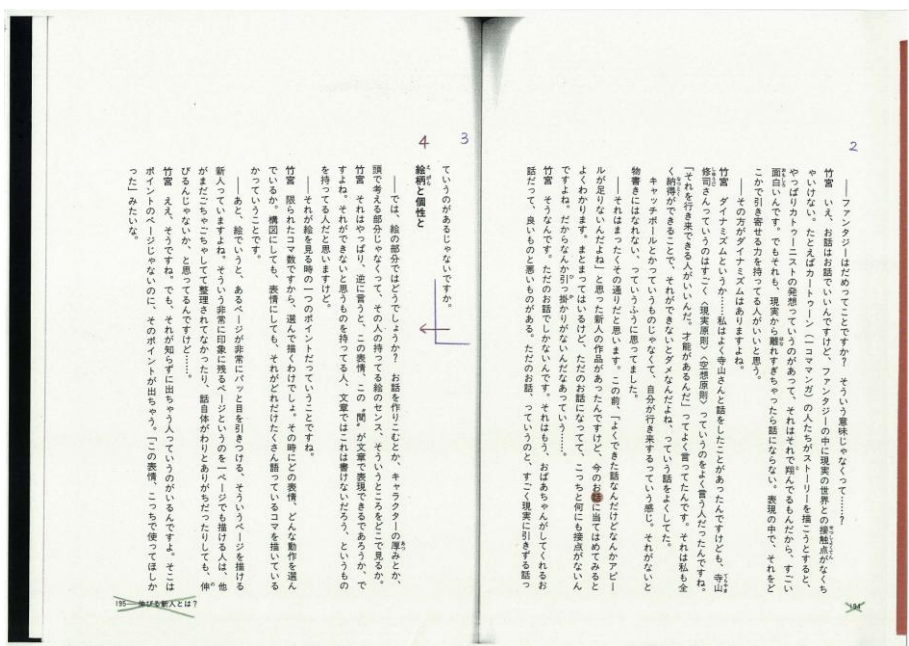 2
――ファンタジーはだめってことですか? そういう意味じゃなくって……?
竹宮 いえ、お話はお話でいいんですけど、ファンタジーの中に現実の世界との接触点がなくち
ゃいけない。たとえばカートゥーン(一コママンガ)の人たちがストーリーを描こうとすると、
やっぱりカトゥーニストの発想っていうのがあって、それはそれで翔んでるもんだから、すごい
面白いんです。でもそれも、現実から離れすぎちゃったら話にならない。表現の中で、それをど
こかで引き寄せる力を持ってる人がいいと思う。
――その方がダイナミズムはありますよね。
竹宮 ダイナミズムというか……私はよく寺山さんと話をしたことがあったんですけども、寺山
修司さんっていうのはすごく〈現実原則〉〈空想原則〉っていうのをよく言う人だったんですね。
「それを行き来できる人がいいんだ。才能があるんだ」ってよく言ってたんです。それは私も全
く納得ができることで、それができないとダメなんだよね、っていう話をよくしてた。
キャッチボールとかっていうものじゃなくて、自分が行き来するっていう感じ。それがないと
物書きにはなれない、っていうふうに思ってました。
――それはまったくその通りだと思います。この前、「よくできた話なんだけどなんかアピー
ルが足りないんだよね」と思った新人の作品があったんですけど、今のお話に当てはめてみると
よくわかります。まとまってはいるけど、ただのお話になってて、こっちと何にも接点がないん
ですよね。だからなんか引っ掛かりがないんだなあっていう……。
竹宮 そうなんです。ただのお話でしかないんです。それはもう、おばあちゃんがしてくれるお
話だって、良いものと悪いものがある、ただのお話、っていうのと、すごく現実に引きずる話っ
194
3
ていうのがあるじゃないですか。
4
絵柄と個性と
――では、絵の部分ではどうでしょうか? お話を作りこむとか、キャラクターの厚みとか、
頭で考える部分じゃなくって、その人の持ってる絵のセンス、そういうところをどこで見るか。
竹宮 それはやっぱり、逆に言うと、この表情、この〝間〟が文章で表現できるであろうか、で
すよね。それができないと思うものを持ってる人、文章ではこれは書けないだろう、というもの
を持ってる人だと思いますけど。
――それが絵を見る時の一つのポイントだっていうことですね。
竹宮 限られたコマ数ですから、選んで描くわけでしょ。その時にどの表情、どんな動作を選ん
でいるか。構図にしても、表情にしても、それがどれだけたくさん語っているコマを描いている
かっていうことです。
――あと、絵でいうと、あるページが非常にパッと目を引きつける、そういうページを描ける
新人っていますよね。そういう非常に印象に残るページというのを一ページでも描ける人は、他
がまだごちゃごちゃしてて整理されてなかったり、話自体がわりとありがちだったりしても、伸
びるんじゃないか、と思ってるんですけど……。
竹宮 ええ、そうですね。でも、それが知らずに出ちゃう人っていうのがいるんですよ。そこは
ポイントのページじゃないのに、そのポイントが出ちゃう。「この表情、こっちで使ってほしか
った」みたいな。
195――伸びる新人とは?